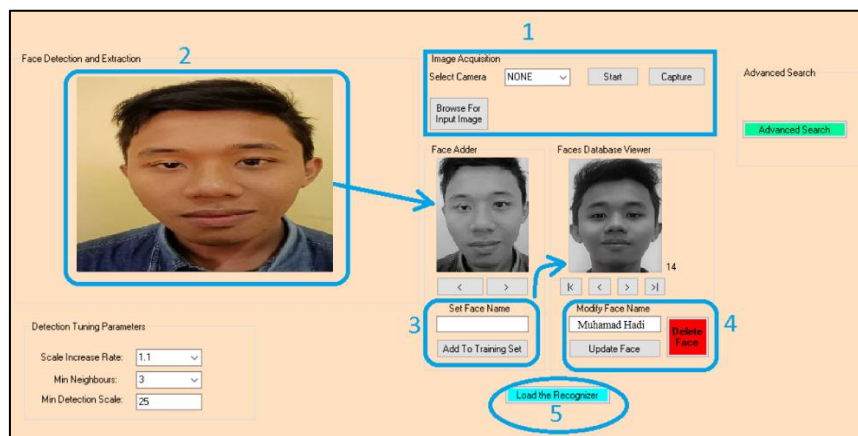 1
Face Detection and Extraction
2
Image Acquisition
Select Camera
NONE
Start
Capture
Browse For
Input Image
Advanced Search
Advanced Search
Face Adder
Faces Database Viewer
14
<
>
|<
<
>
>|
3
Set Face Name
Add To Training Set
Modify Face Name
Muhamad Hadi
Update Face
Delete
Face
4
Detection Tuning Parameters
Scale Increase Rate:
1.1
Min Neighbours:
3
Min Detection Scale:
25
Load the Recognizer
5